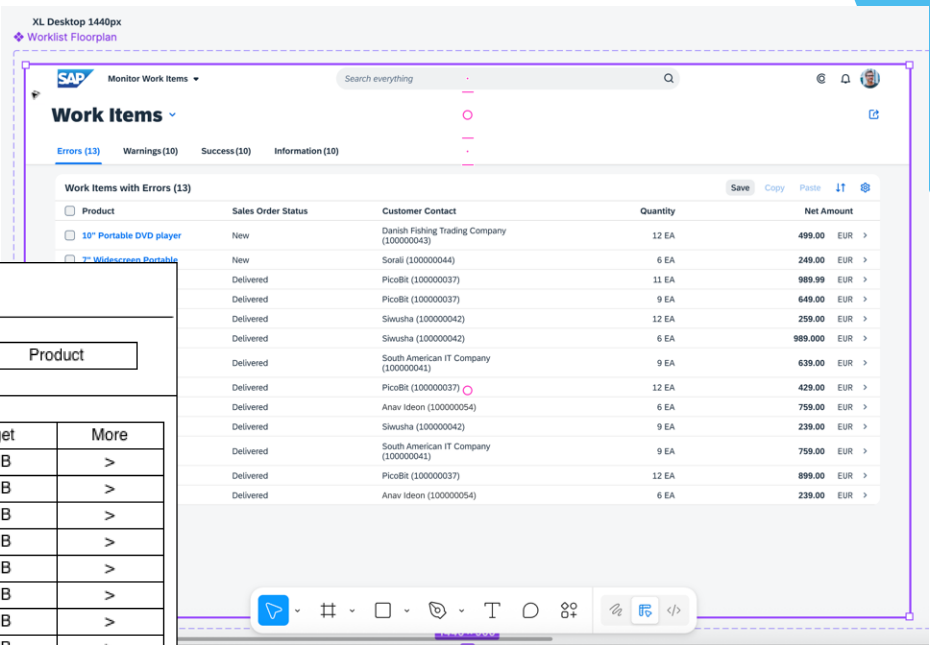 XL Desktop 1440px
Worklist Floorplan
SAP Monitor Work Items
Search everything
Work Items
Errors (13) Warnings (10) Success (10) Information (10)
Work Items with Errors (13)
Save Copy Paste
Product Sales Order Status Customer Contact Quantity Net Amount
10" Portable DVD player New Danish Fishing Trading Company (100000043) 12 EA 499.00 EUR >
7" Widescreen Portable New Sorali (100000044) 6 EA 249.00 EUR >
Delivered PicoBit (100000037) 11 EA 989.99 EUR >
Delivered PicoBit (100000037) 9 EA 649.00 EUR >
Delivered Siwusha (100000042) 12 EA 259.00 EUR >
Delivered Siwusha (100000042) 6 EA 989.000 EUR >
Delivered South American IT Company (100000041) 9 EA 639.00 EUR >
Delivered PicoBit (100000037) 12 EA 429.00 EUR >
Delivered Anav Ideon (100000054) 6 EA 759.00 EUR >
Delivered Siwusha (100000042) 9 EA 239.00 EUR >
Delivered South American IT Company (100000041) 9 EA 759.00 EUR >
Delivered PicoBit (100000037) 12 EA 899.00 EUR >
Delivered Anav Ideon (100000054) 6 EA 239.00 EUR >
Product
More
B >
B >
B >
B >
B >
B >
B >